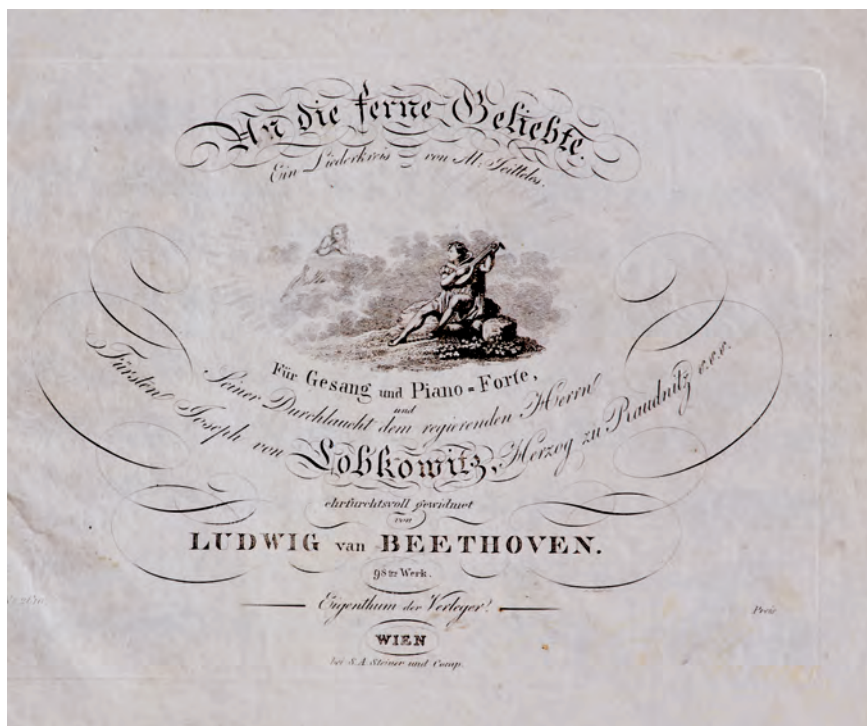 An die ferne Geliebte.
Ein Liederkreis von Al: Jeitteles.
Für Gesang und Piano=Forte,
und
Seiner Durchlaucht dem regierenden Herrn
Fürsten Joseph von Lobkowitz, Herzog zu Raudnitz e.e.e.
ehrfurchtsvoll gewidmet
von
LUDWIG van BEETHOVEN.
98tes Werk.
Eigenthum der Verleger.
Preis
WIEN
bei S.A. Steiner und Comp.